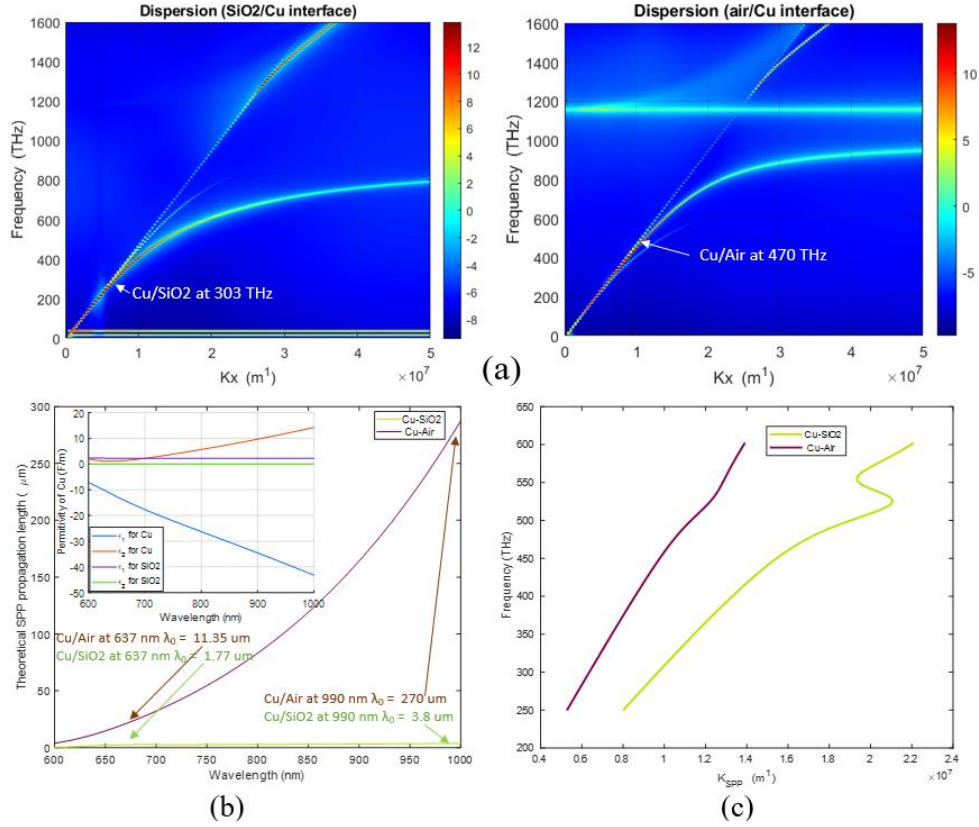 Dispersion (SiO2/Cu interface)
1600
1400
1200
1000
800
600
400
200
0
Frequency (THz)
Cu/SiO2 at 303 THz
0 1 2 3 4 5
Kx (m¹) ×10⁷
10
8
6
4
2
0
-2
-4
-6
-8
Dispersion (air/Cu interface)
1600
1400
1200
1000
800
600
400
200
0
Frequency (THz)
Cu/Air at 470 THz
0 1 2 3 4 5
Kx (m¹) ×10⁷
10
5
0
-5
(a)
300
250
200
150
100
50
0
Theoretical SPP propagation length ( μm)
Cu-SiO2
Cu-Air
20
10
0
-10
-20
-30
-40
-50
Permitivity of Cu (F/m)
ϵ₁ for Cu
ϵ₂ for Cu
ϵ₁ for SiO2
ϵ₂ for SiO2
600 700 800 900 1000
Wavelength (nm)
Cu/Air at 637 nm λ₀ = 11.35 um
Cu/SiO2 at 637 nm λ₀ = 1.77 um
Cu/Air at 990 nm λ₀ = 270 um
Cu/SiO2 at 990 nm λ₀ = 3.8 um
600 650 700 750 800 850 900 950 1000
Wavelength (nm)
(b)
650
600
550
500
450
400
350
300
250
200
Frequency (THz)
Cu-SiO2
Cu-Air
0.4 0.6 0.8 1 1.2 1.4 1.6 1.8 2 2.2 2.4
K_SPP (m¹) ×10⁷
(c)